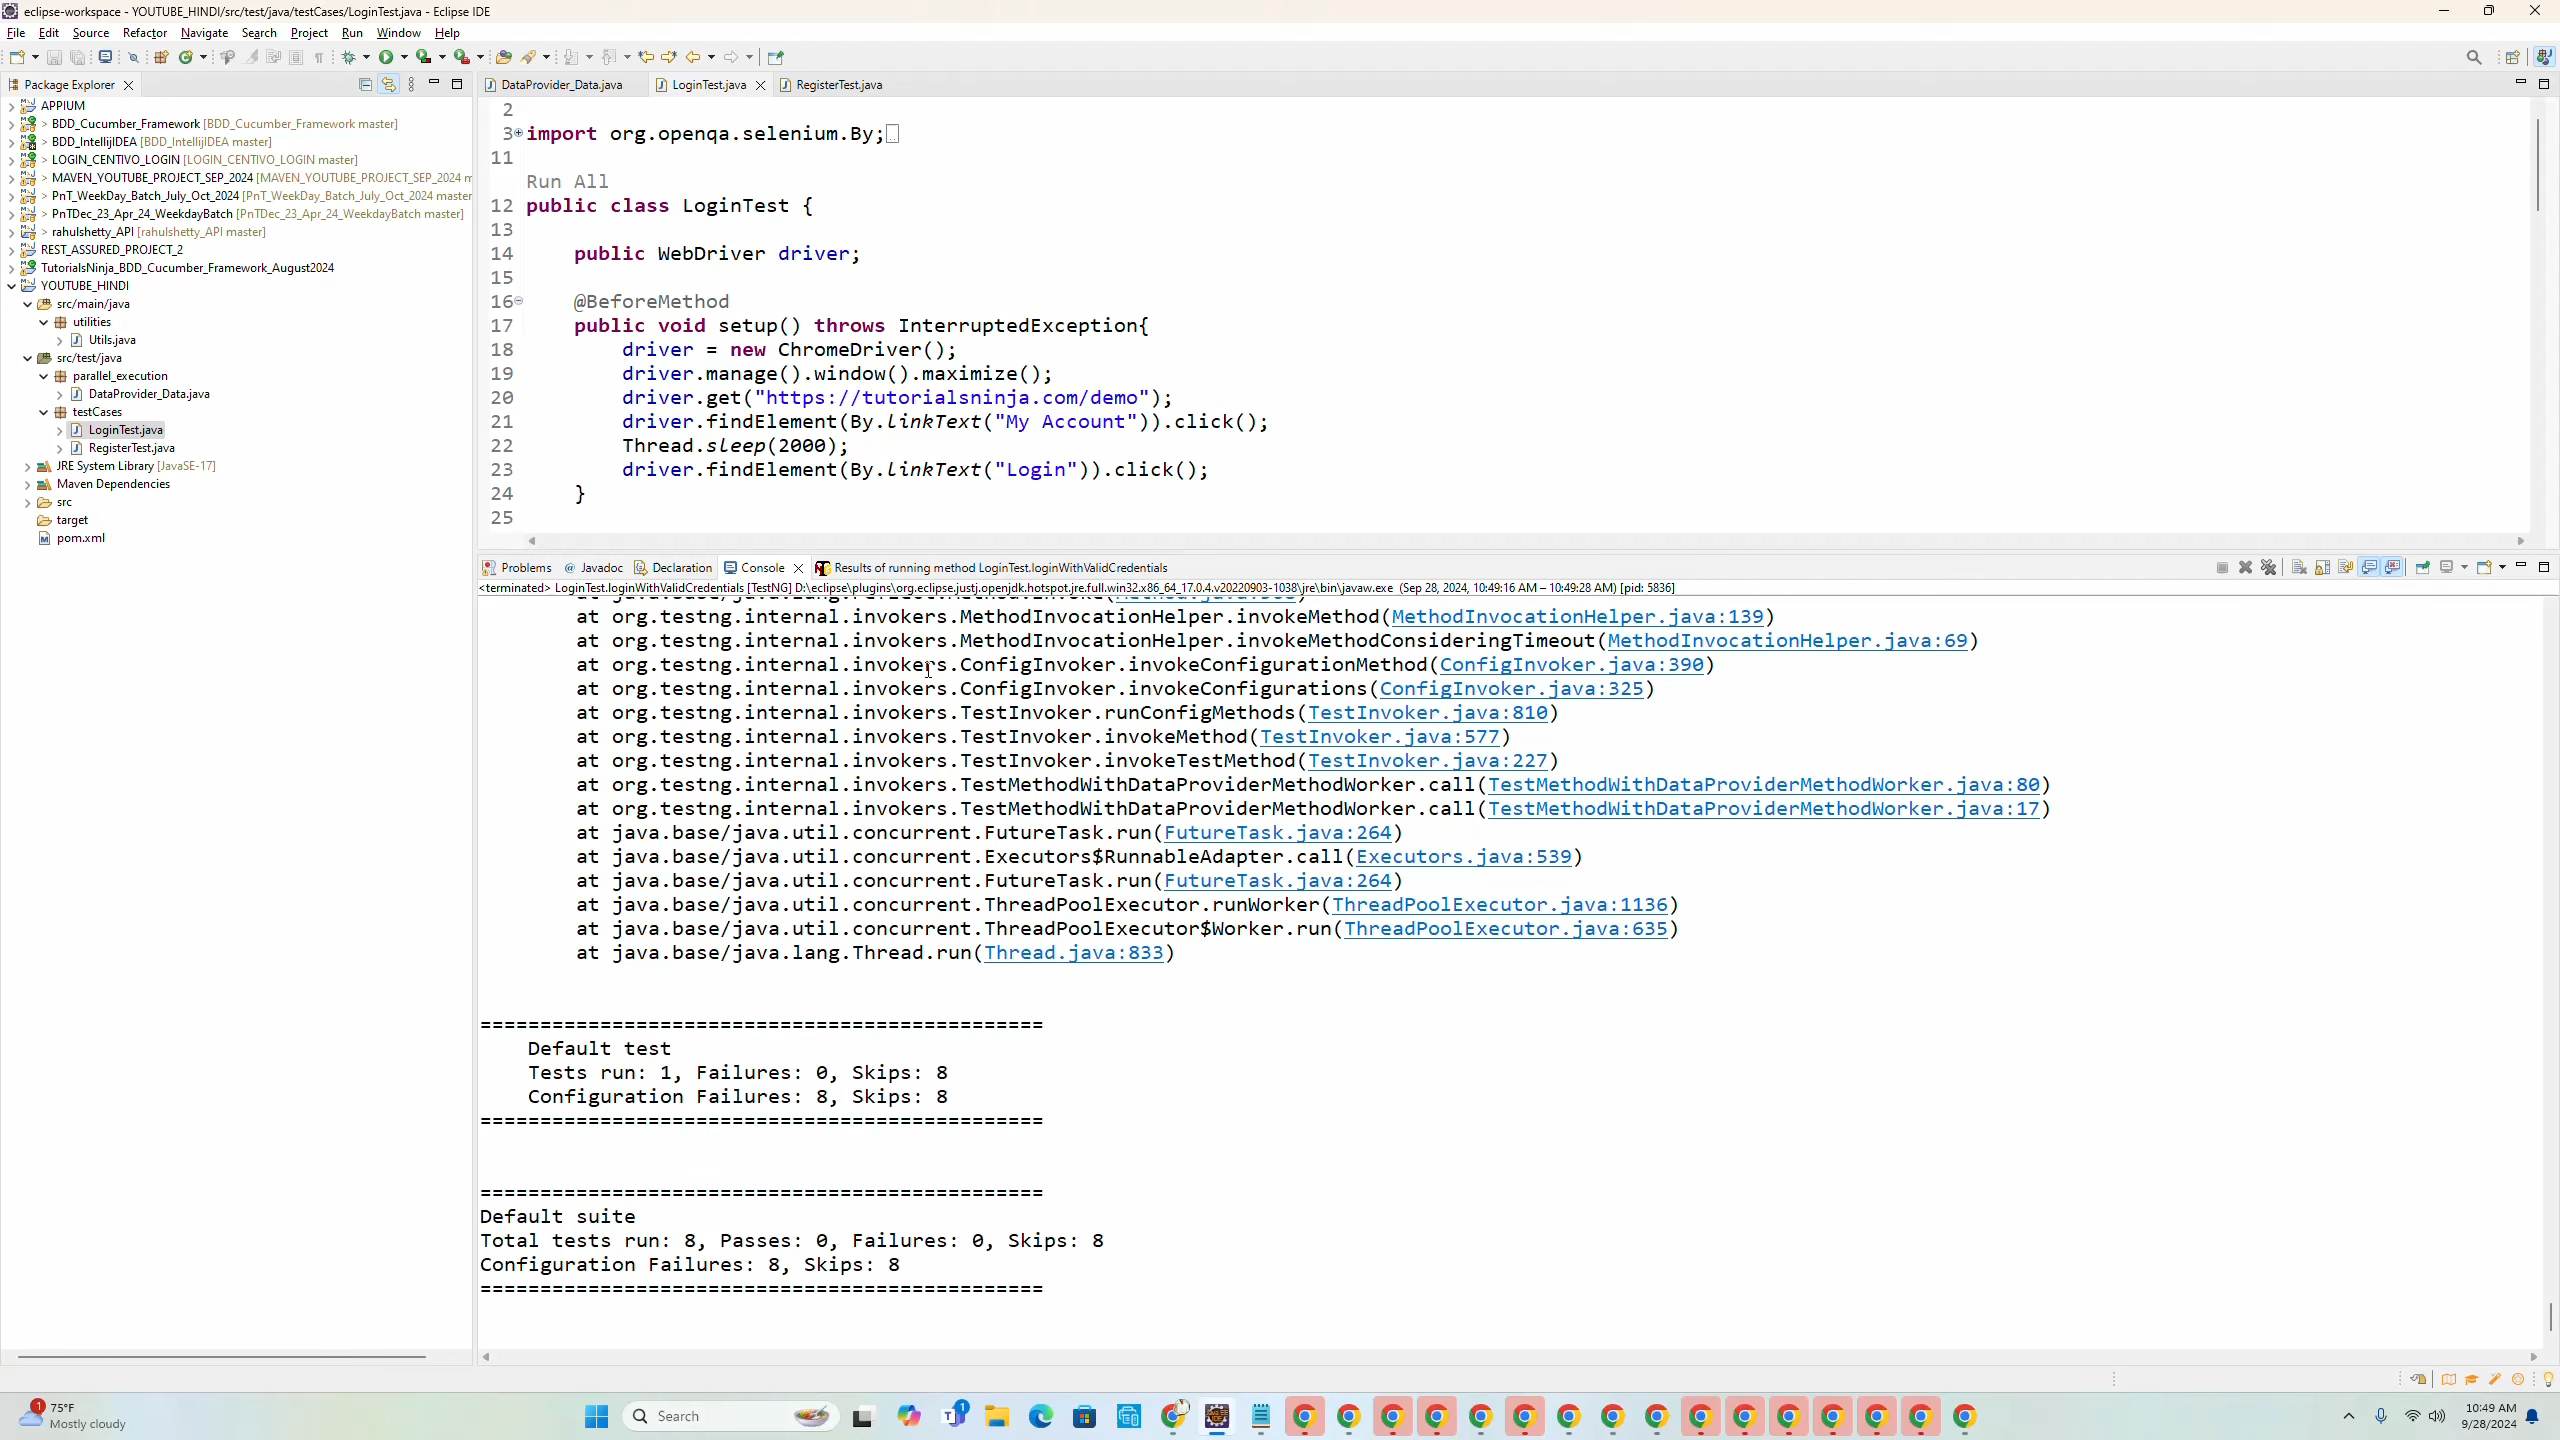 eclipse-workspace - YOUTUBE_HINDI/src/test/java/testCases/LoginTest.java - Eclipse IDE
File Edit Source Refactor Navigate Search Project Run Window Help
Package Explorer
DataProvider_Data.java LoginTest.java RegisterTest.java
APPIUM
> BDD_Cucumber_Framework [BDD_Cucumber_Framework master]
> BDD_IntellijIDEA [BDD_IntellijIDEA master]
> LOGIN_CENTIVO_LOGIN [LOGIN_CENTIVO_LOGIN master]
> MAVEN_YOUTUBE_PROJECT_SEP_2024 [MAVEN_YOUTUBE_PROJECT_SEP_2024 m
> PnT_WeekDay_Batch_July_Oct_2024 [PnT_WeekDay_Batch_July_Oct_2024 master
> PnTDec_23_Apr_24_WeekdayBatch [PnTDec_23_Apr_24_WeekdayBatch master]
> rahulshetty_API [rahulshetty_API master]
REST_ASSURED_PROJECT_2
TutorialsNinja_BDD_Cucumber_Framework_August2024
YOUTUBE_HINDI
src/main/java
utilities
Utils.java
src/test/java
parallel_execution
DataProvider_Data.java
testCases
LoginTest.java
RegisterTest.java
JRE System Library [JavaSE-17]
Maven Dependencies
src
target
pom.xml
2
3 import org.openqa.selenium.By;
11
Run All
12 public class LoginTest {
13
14 public WebDriver driver;
15
16 @BeforeMethod
17 public void setup() throws InterruptedException{
18 driver = new ChromeDriver();
19 driver.manage().window().maximize();
20 driver.get("https://tutorialsninja.com/demo");
21 driver.findElement(By.linkText("My Account")).click();
22 Thread.sleep(2000);
23 driver.findElement(By.linkText("Login")).click();
24 }
25
Problems Javadoc Declaration Console Results of running method LoginTest.loginWithValidCredentials
<terminated> LoginTest.loginWithValidCredentials [TestNG] D:\eclipse\plugins\org.eclipse.justj.openjdk.hotspot.jre.full.win32.x86_64_17.0.4.v20220903-1038\jre\bin\javaw.exe (Sep 28, 2024, 10:49:16 AM – 10:49:28 AM) [pid: 5836]
at org.testng.internal.invokers.MethodInvocationHelper.invokeMethod(MethodInvocationHelper.java:139)
at org.testng.internal.invokers.MethodInvocationHelper.invokeMethodConsideringTimeout(MethodInvocationHelper.java:69)
at org.testng.internal.invokers.ConfigInvoker.invokeConfigurationMethod(ConfigInvoker.java:390)
at org.testng.internal.invokers.ConfigInvoker.invokeConfigurations(ConfigInvoker.java:325)
at org.testng.internal.invokers.TestInvoker.runConfigMethods(TestInvoker.java:810)
at org.testng.internal.invokers.TestInvoker.invokeMethod(TestInvoker.java:577)
at org.testng.internal.invokers.TestInvoker.invokeTestMethod(TestInvoker.java:227)
at org.testng.internal.invokers.TestMethodWithDataProviderMethodWorker.call(TestMethodWithDataProviderMethodWorker.java:80)
at org.testng.internal.invokers.TestMethodWithDataProviderMethodWorker.call(TestMethodWithDataProviderMethodWorker.java:17)
at java.base/java.util.concurrent.FutureTask.run(FutureTask.java:264)
at java.base/java.util.concurrent.Executors$RunnableAdapter.call(Executors.java:539)
at java.base/java.util.concurrent.FutureTask.run(FutureTask.java:264)
at java.base/java.util.concurrent.ThreadPoolExecutor.runWorker(ThreadPoolExecutor.java:1136)
at java.base/java.util.concurrent.ThreadPoolExecutor$Worker.run(ThreadPoolExecutor.java:635)
at java.base/java.lang.Thread.run(Thread.java:833)
===============================================
Default test
Tests run: 1, Failures: 0, Skips: 8
Configuration Failures: 8, Skips: 8
===============================================
===============================================
Default suite
Total tests run: 8, Passes: 0, Failures: 0, Skips: 8
Configuration Failures: 8, Skips: 8
===============================================
1 75°F
Mostly cloudy
Search
1
10:49 AM
9/28/2024